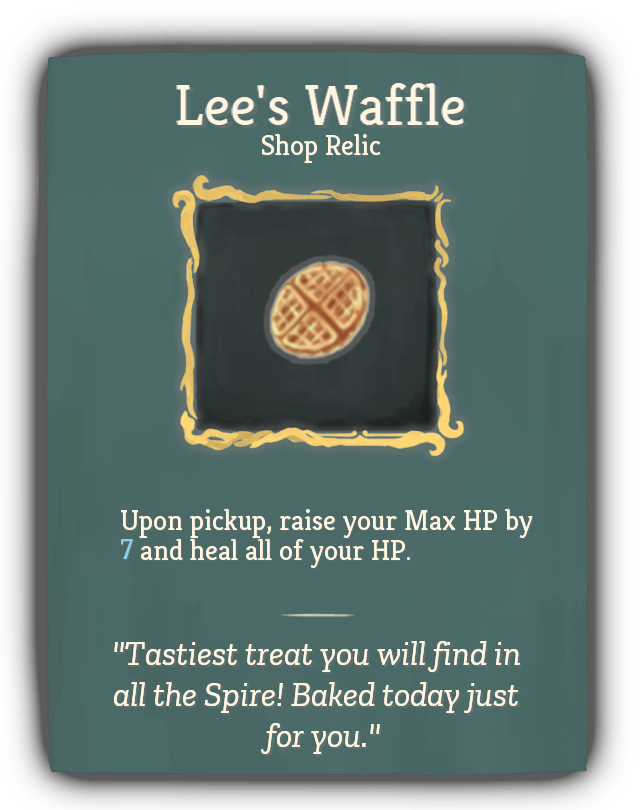 Lee's Waffle
Shop Relic
Upon pickup, raise your Max HP by
7 and heal all of your HP.
"Tastiest treat you will find in
all the Spire! Baked today just
for you."